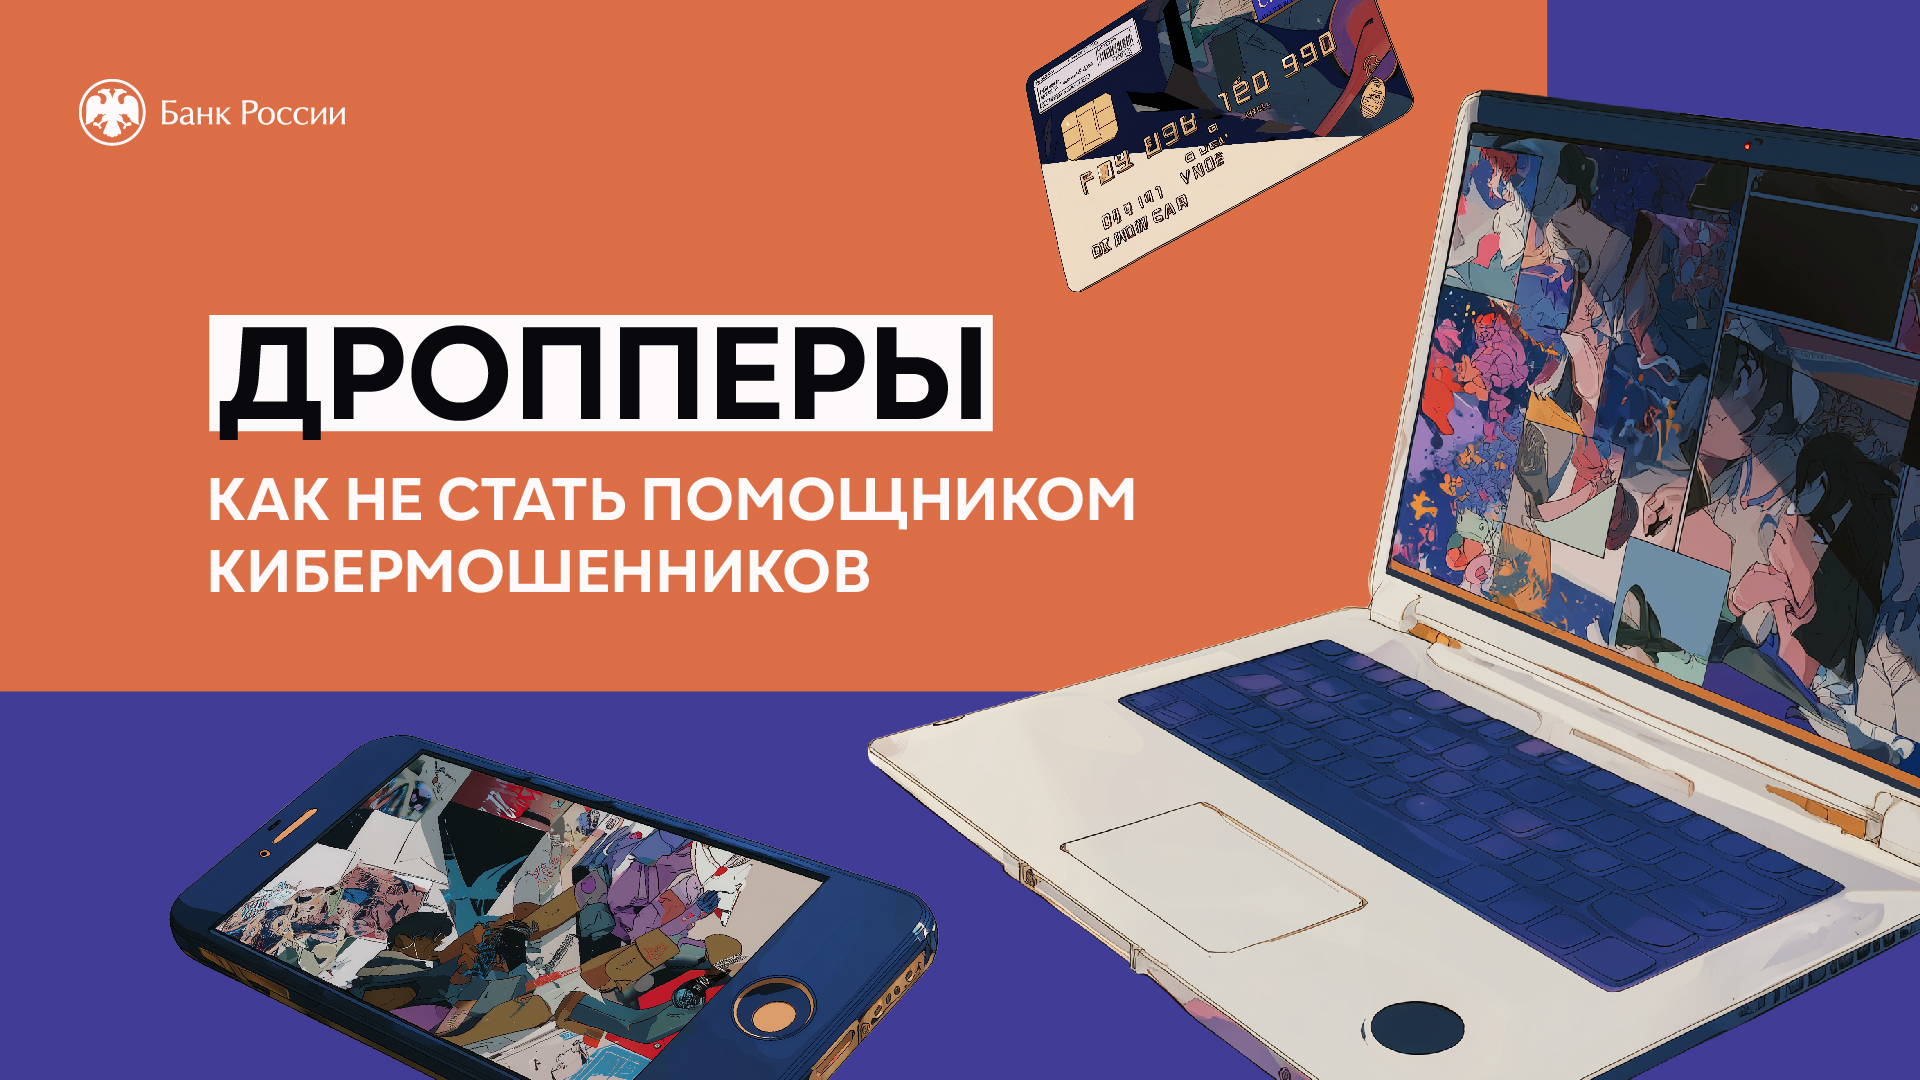 Банк России
ДРОППЕРЫ
КАК НЕ СТАТЬ ПОМОЩНИКОМ
КИБЕРМОШЕННИКОВ